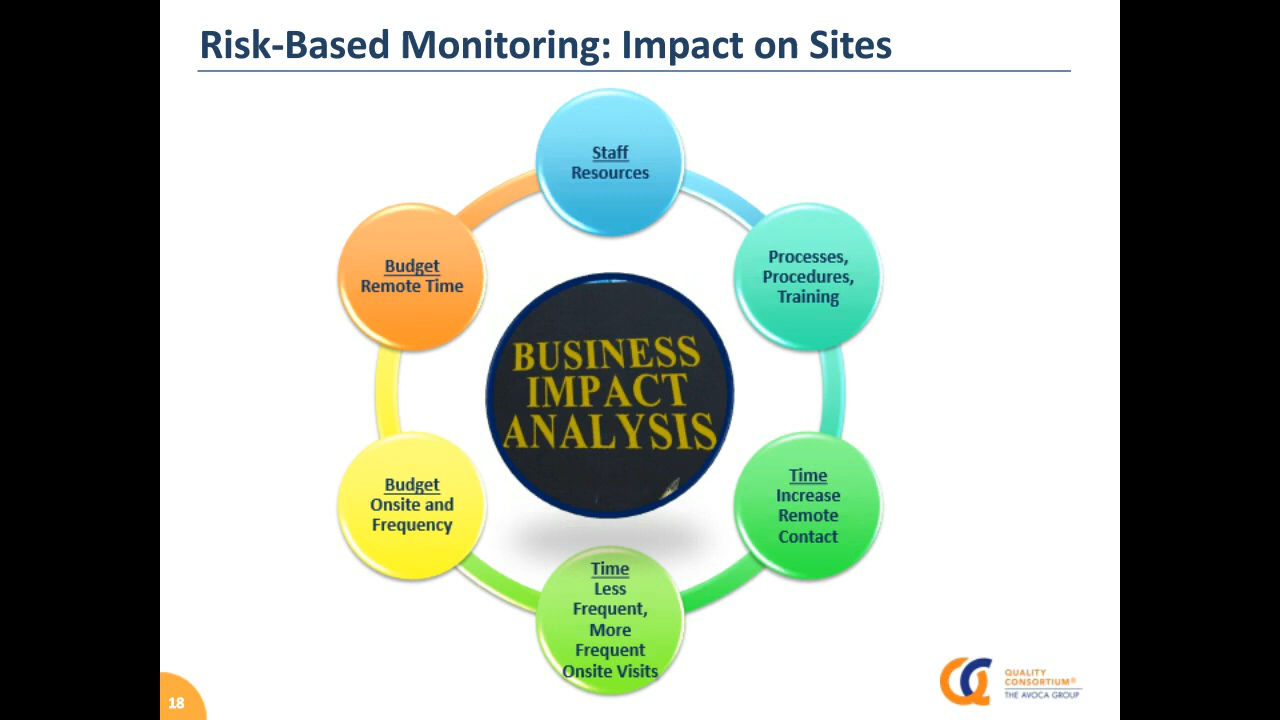 Risk-Based Monitoring: Impact on Sites
Staff
Resources
Processes,
Procedures,
Training
Time
Increase
Remote
Contact
Time
Less
Frequent,
More
Frequent
Onsite Visits
Budget
Onsite and
Frequency
Budget
Remote Time
BUSINESS
IMPACT
ANALYSIS
18
QUALITY
CONSORTIUM®
THE AVOCA GROUP